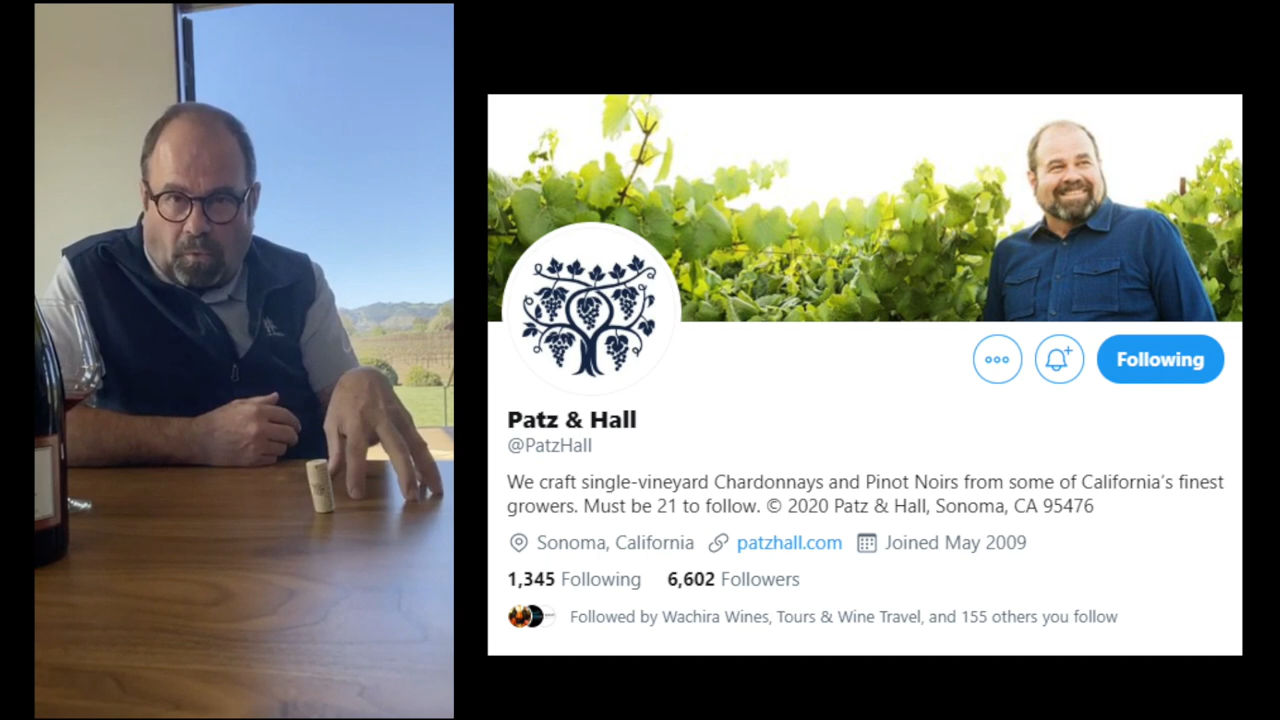 Following
Patz & Hall
@PatzHall
We craft single-vineyard Chardonnays and Pinot Noirs from some of California's finest
growers. Must be 21 to follow. © 2020 Patz & Hall, Sonoma, CA 95476
Sonoma, California patzhall.com Joined May 2009
1,345 Following 6,602 Followers
Followed by Wachira Wines, Tours & Wine Travel, and 155 others you follow